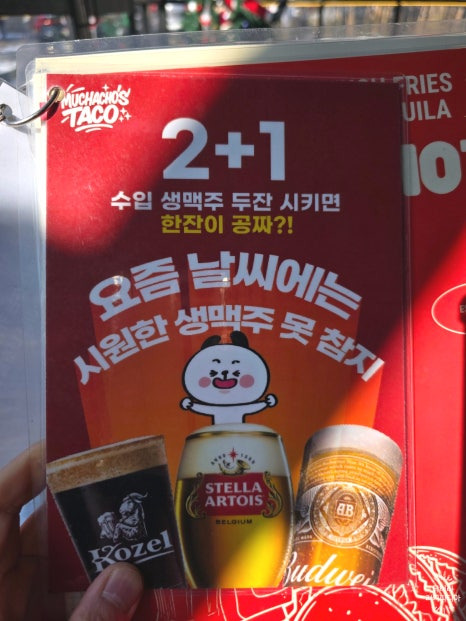 MUCHACHO'S
TACO
2+1
수입 생맥주 두잔 시키면
한잔이 공짜?!
요즘 날씨에는
시원한 생맥주 못 참지
Kozel
STELLA
ARTOIS
BELGIUM
Budwei
FRIES
UILA